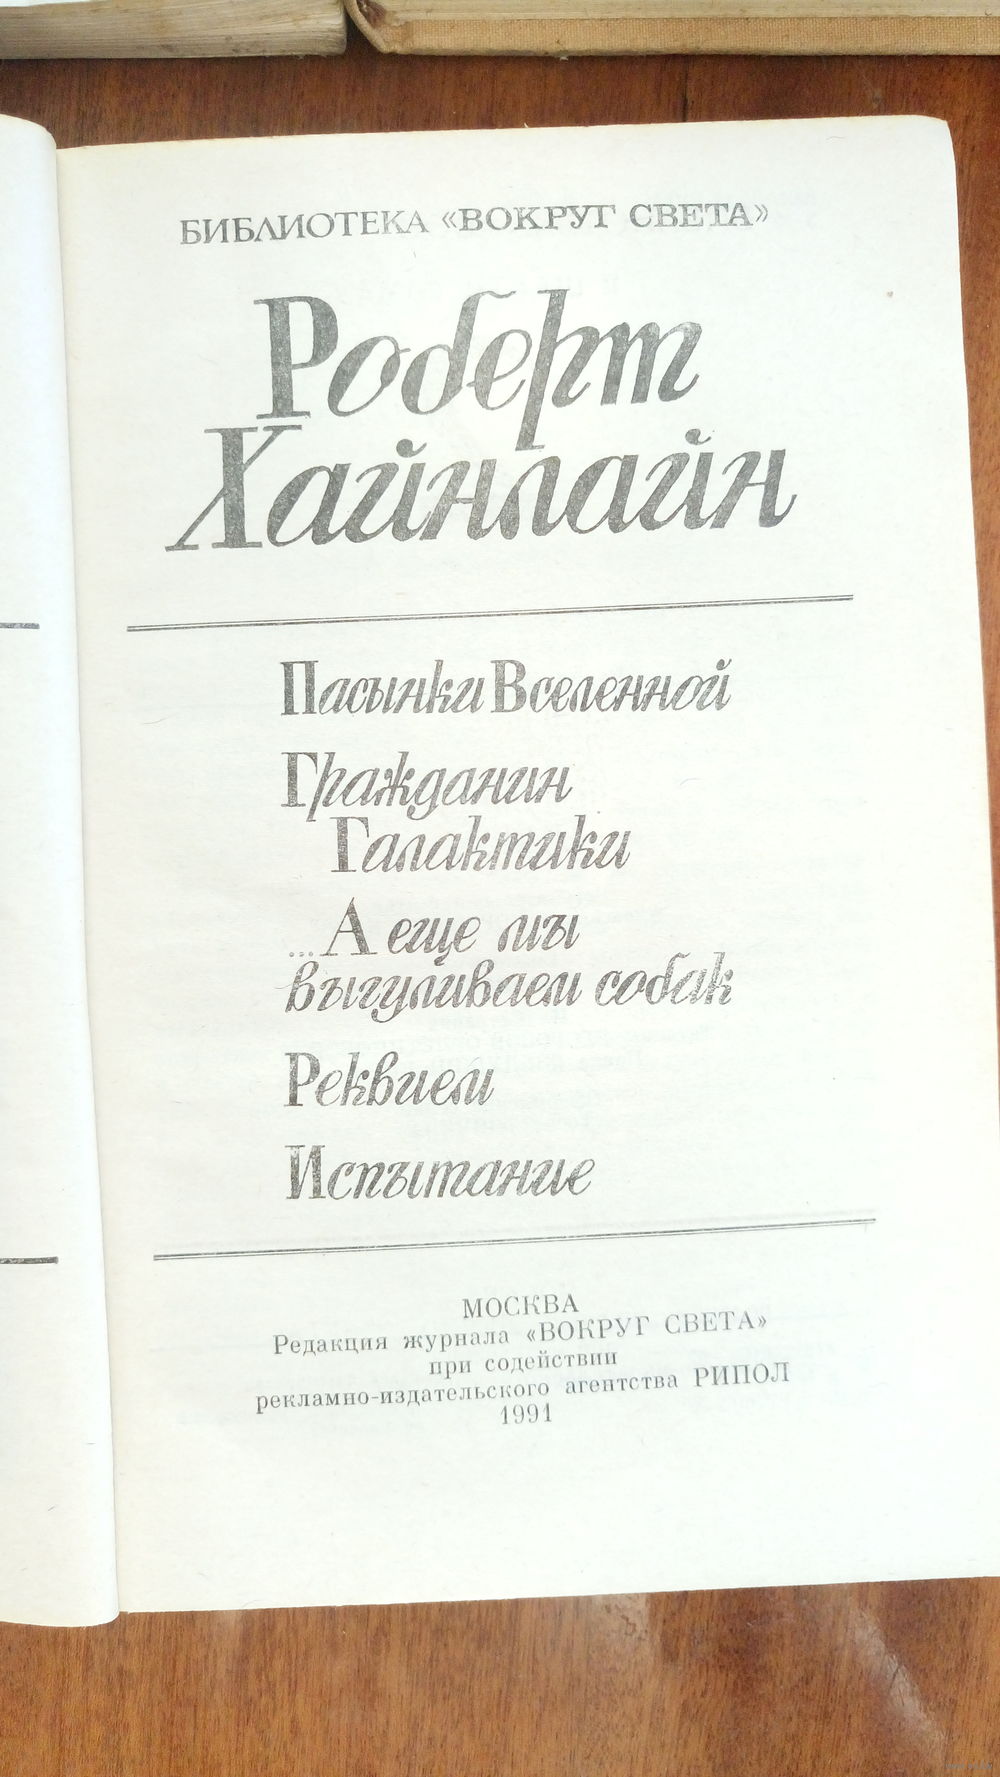 БИБЛИОТЕКА «ВОКРУГ СВЕТА»
Роберт
Хайнлайн
Пасынки Вселенной
Гражданин
Галактики
...А еще мы
выгуливаем собак
Реквием
Испытание
МОСКВА
Редакция журнала «ВОКРУГ СВЕТА»
при содействии
рекламно-издательского агентства РИПОЛ
1991